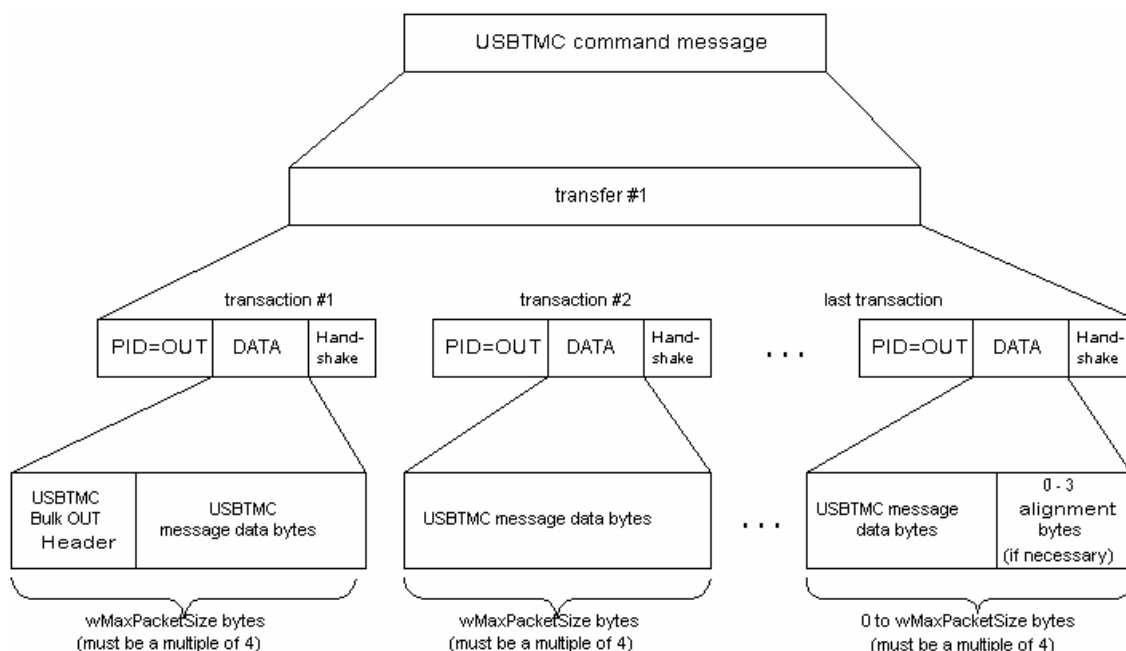 USBTMC command message
transfer #1
transaction #1
transaction #2
last transaction
PID=OUT
DATA
Hand-
shake
PID=OUT
DATA
Hand-
shake
. . .
PID=OUT
DATA
Hand-
shake
USBTMC
Bulk OUT
Header
USBTMC
message data bytes
USBTMC message data bytes
. . .
USBTMC message
data bytes
0 - 3
alignment
bytes
(if necessary)
wMaxPacketSize bytes
(must be a multiple of 4)
wMaxPacketSize bytes
(must be a multiple of 4)
0 to wMaxPacketSize bytes
(must be a multiple of 4)